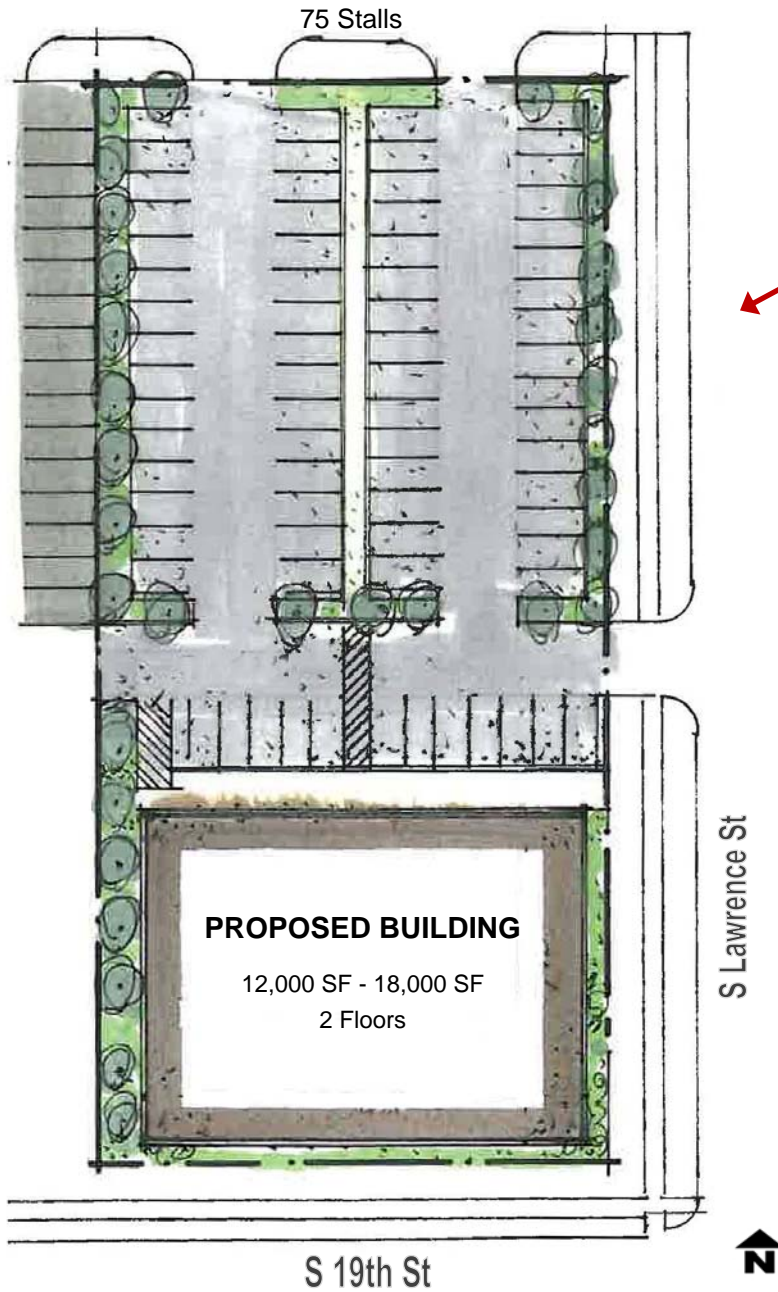 75 Stalls
PROPOSED BUILDING
12,000 SF - 18,000 SF
2 Floors
S Lawrence St
S 19th St
N